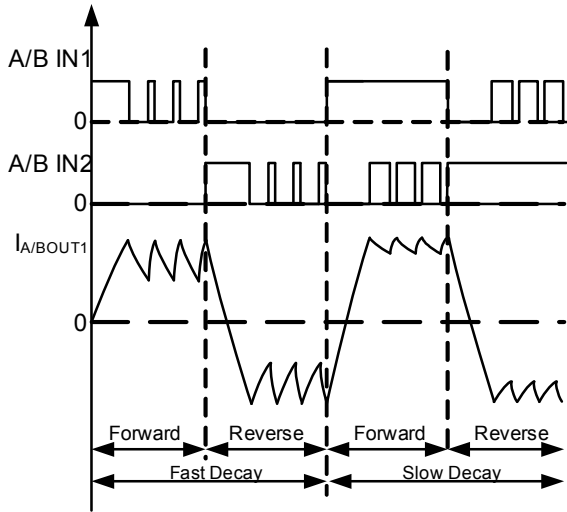 A/B IN1
0
A/B IN2
0
IA/BOUT1
0
Forward Reverse Forward Reverse
Fast Decay Slow Decay